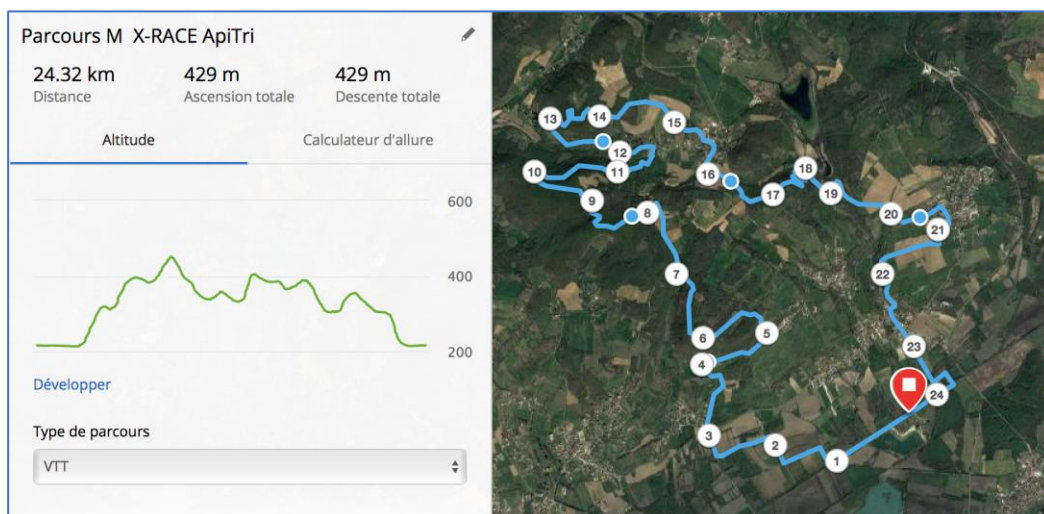 Parcours M X-RACE ApiTri
24.32 km 429 m 429 m
Distance Ascension totale Descente totale
Altitude Calculateur d'allure
600
400
200
Développer
Type de parcours
VTT
13 14 15
12
10 11 16 18
17 19
9 8 20
21
7 22
6 5
4 23
24
3 2
1